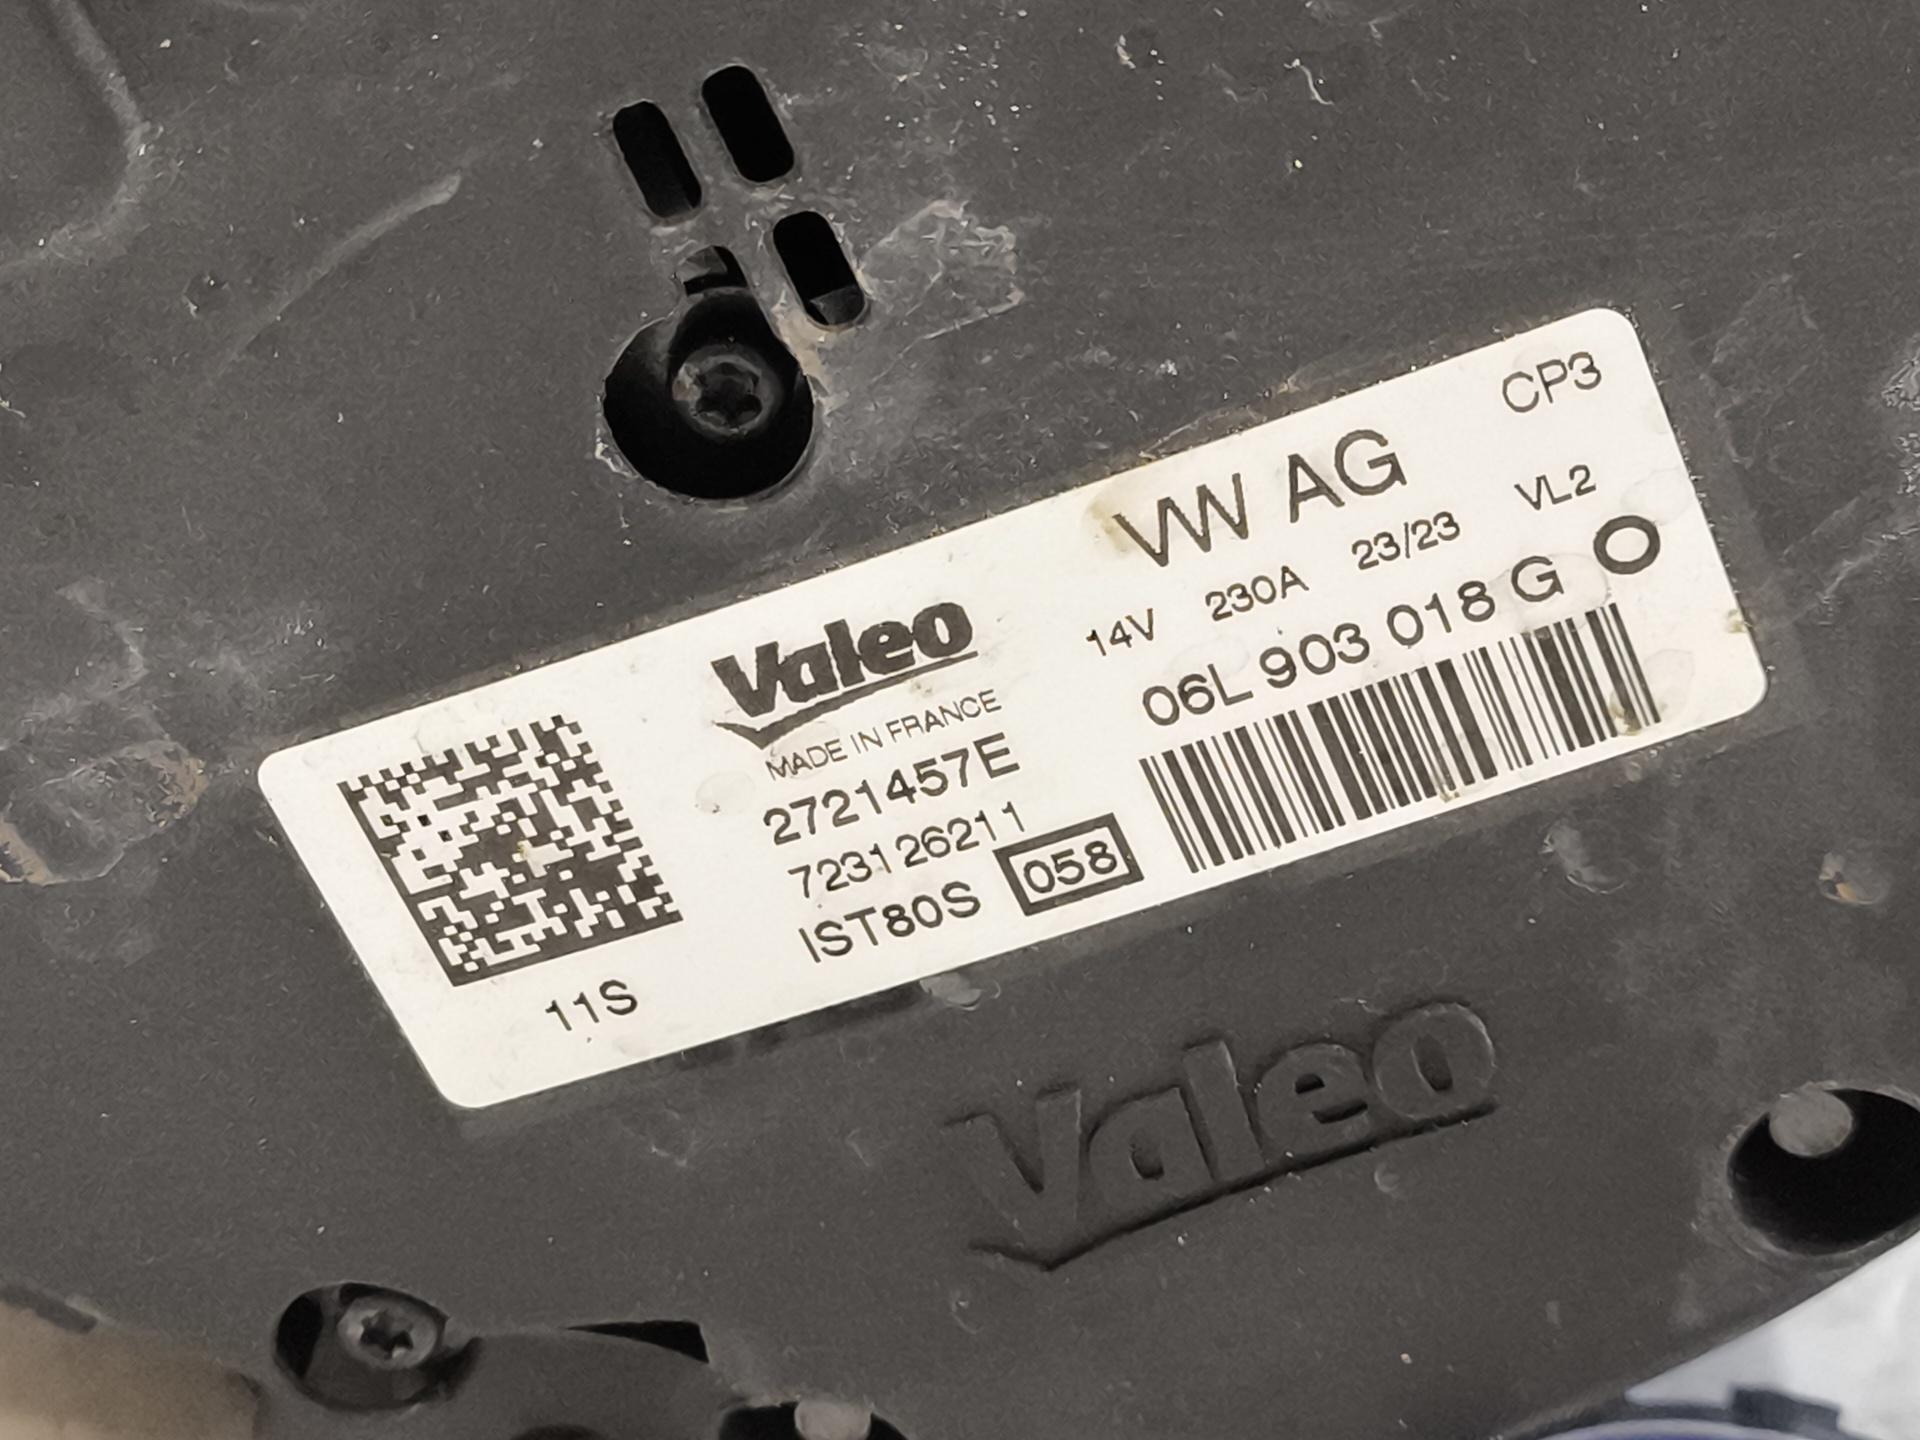 CP3
VW AG
14V 230A 23/23 VL2
06L 903 018 G O
Valeo
MADE IN FRANCE
2721457E
723126211
IST80S 058
11S
Valeo